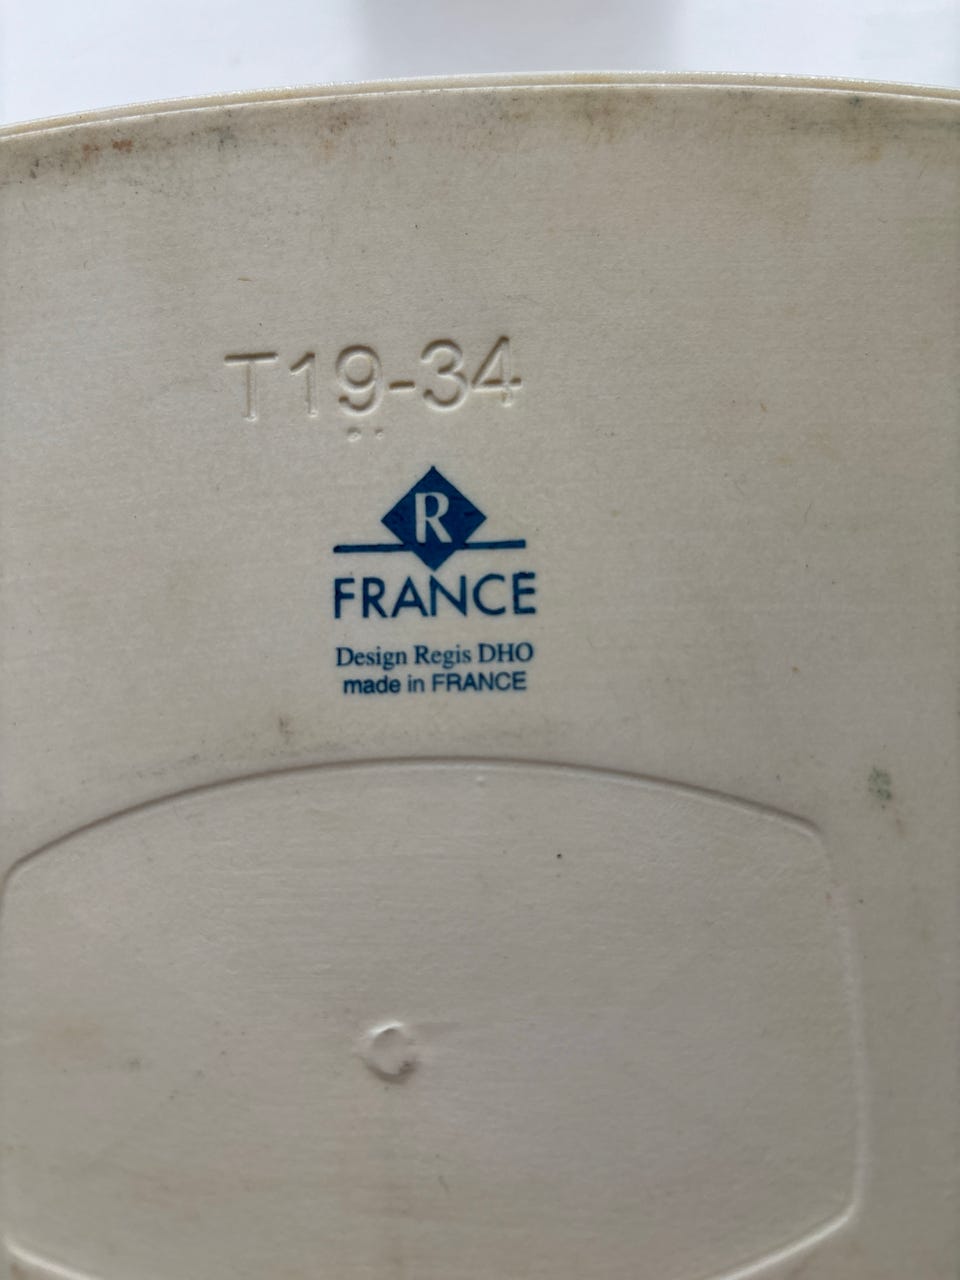 T19-34
R
FRANCE
Design Regis DHO
made in FRANCE